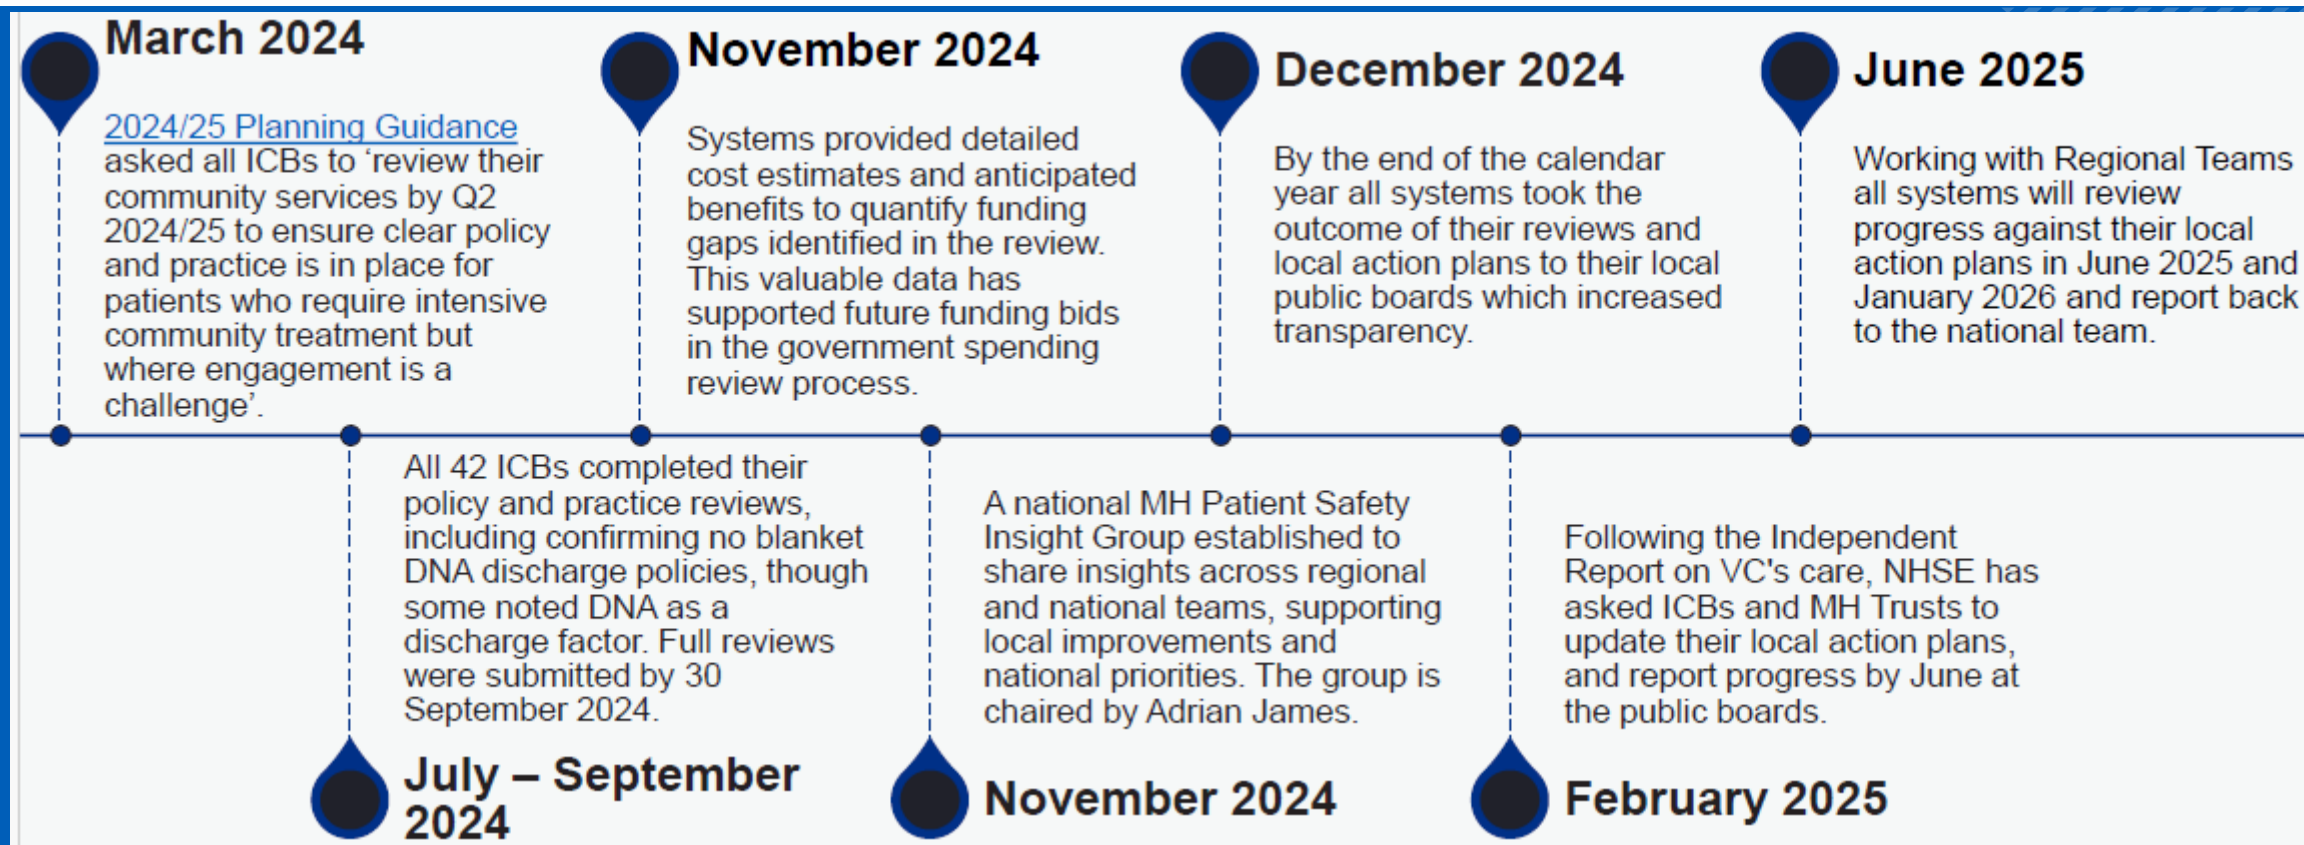 March 2024
2024/25 Planning Guidance
asked all ICBs to ‘review their
community services by Q2
2024/25 to ensure clear policy
and practice is in place for
patients who require intensive
community treatment but
where engagement is a
challenge’.
All 42 ICBs completed their
policy and practice reviews,
including confirming no blanket
DNA discharge policies, though
some noted DNA as a
discharge factor. Full reviews
were submitted by 30
September 2024.
July – September
2024
November 2024
Systems provided detailed
cost estimates and anticipated
benefits to quantify funding
gaps identified in the review.
This valuable data has
supported future funding bids
in the government spending
review process.
A national MH Patient Safety
Insight Group established to
share insights across regional
and national teams, supporting
local improvements and
national priorities. The group is
chaired by Adrian James.
November 2024
December 2024
By the end of the calendar
year all systems took the
outcome of their reviews and
local action plans to their local
public boards which increased
transparency.
Following the Independent
Report on VC's care, NHSE has
asked ICBs and MH Trusts to
update their local action plans,
and report progress by June at
the public boards.
February 2025
June 2025
Working with Regional Teams
all systems will review
progress against their local
action plans in June 2025 and
January 2026 and report back
to the national team.